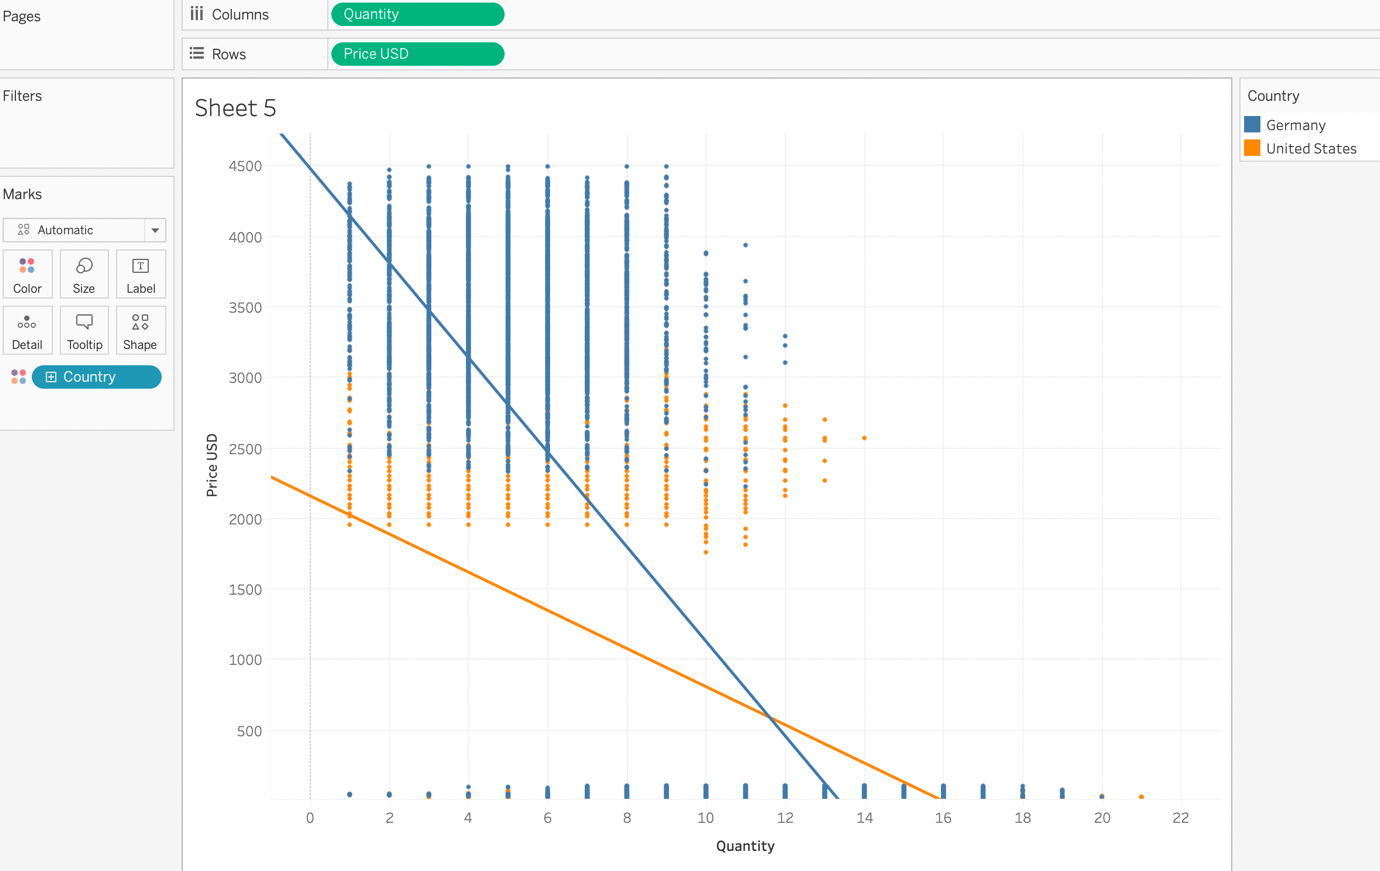 Pages
Columns
Quantity
Rows
Price USD
Filters
Sheet 5
Country
Germany
United States
Marks
Automatic
Color
Size
Label
Detail
Tooltip
Shape
Country
4500
4000
3500
3000
2500
2000
1500
1000
500
Price USD
0 2 4 6 8 10 12 14 16 18 20 22
Quantity